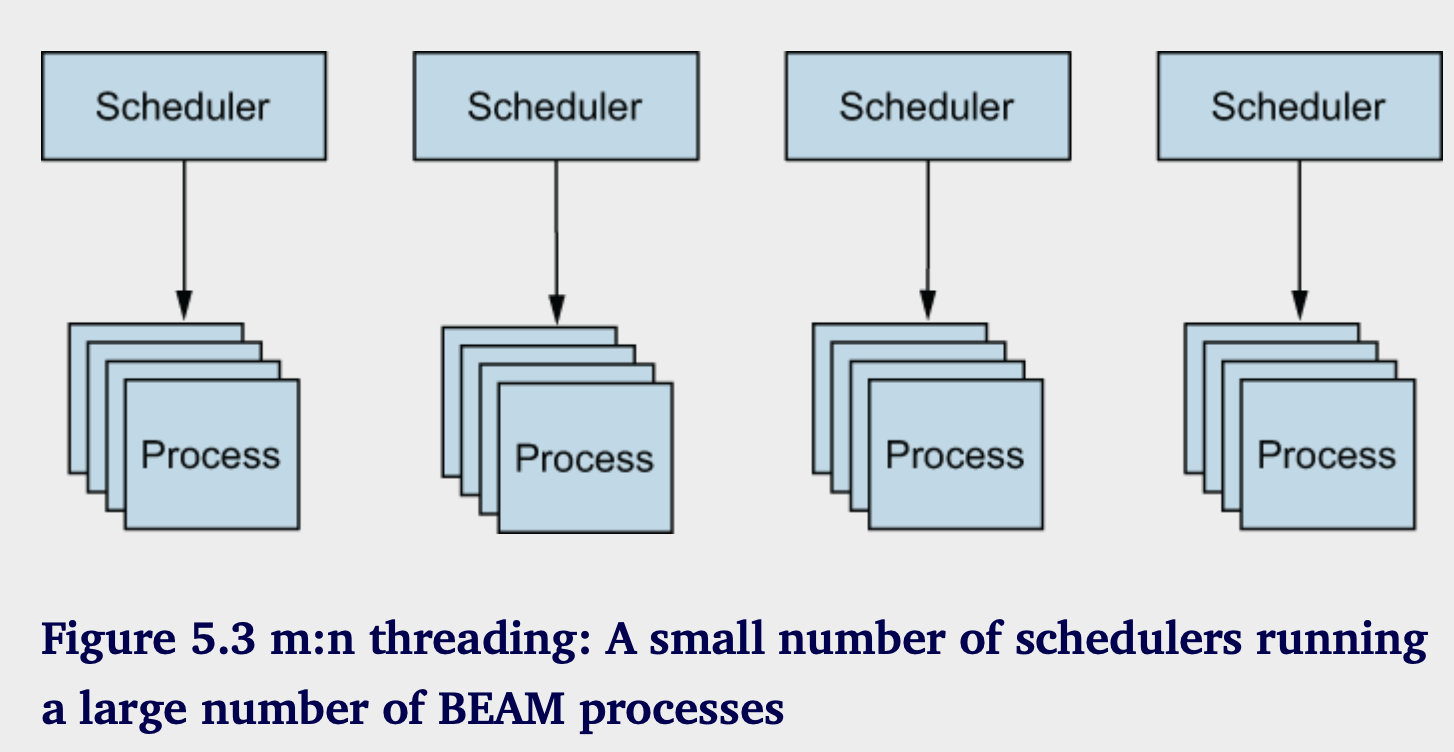 Scheduler Scheduler Scheduler Scheduler
Process Process Process Process
Figure 5.3 m:n threading: A small number of schedulers running
a large number of BEAM processes